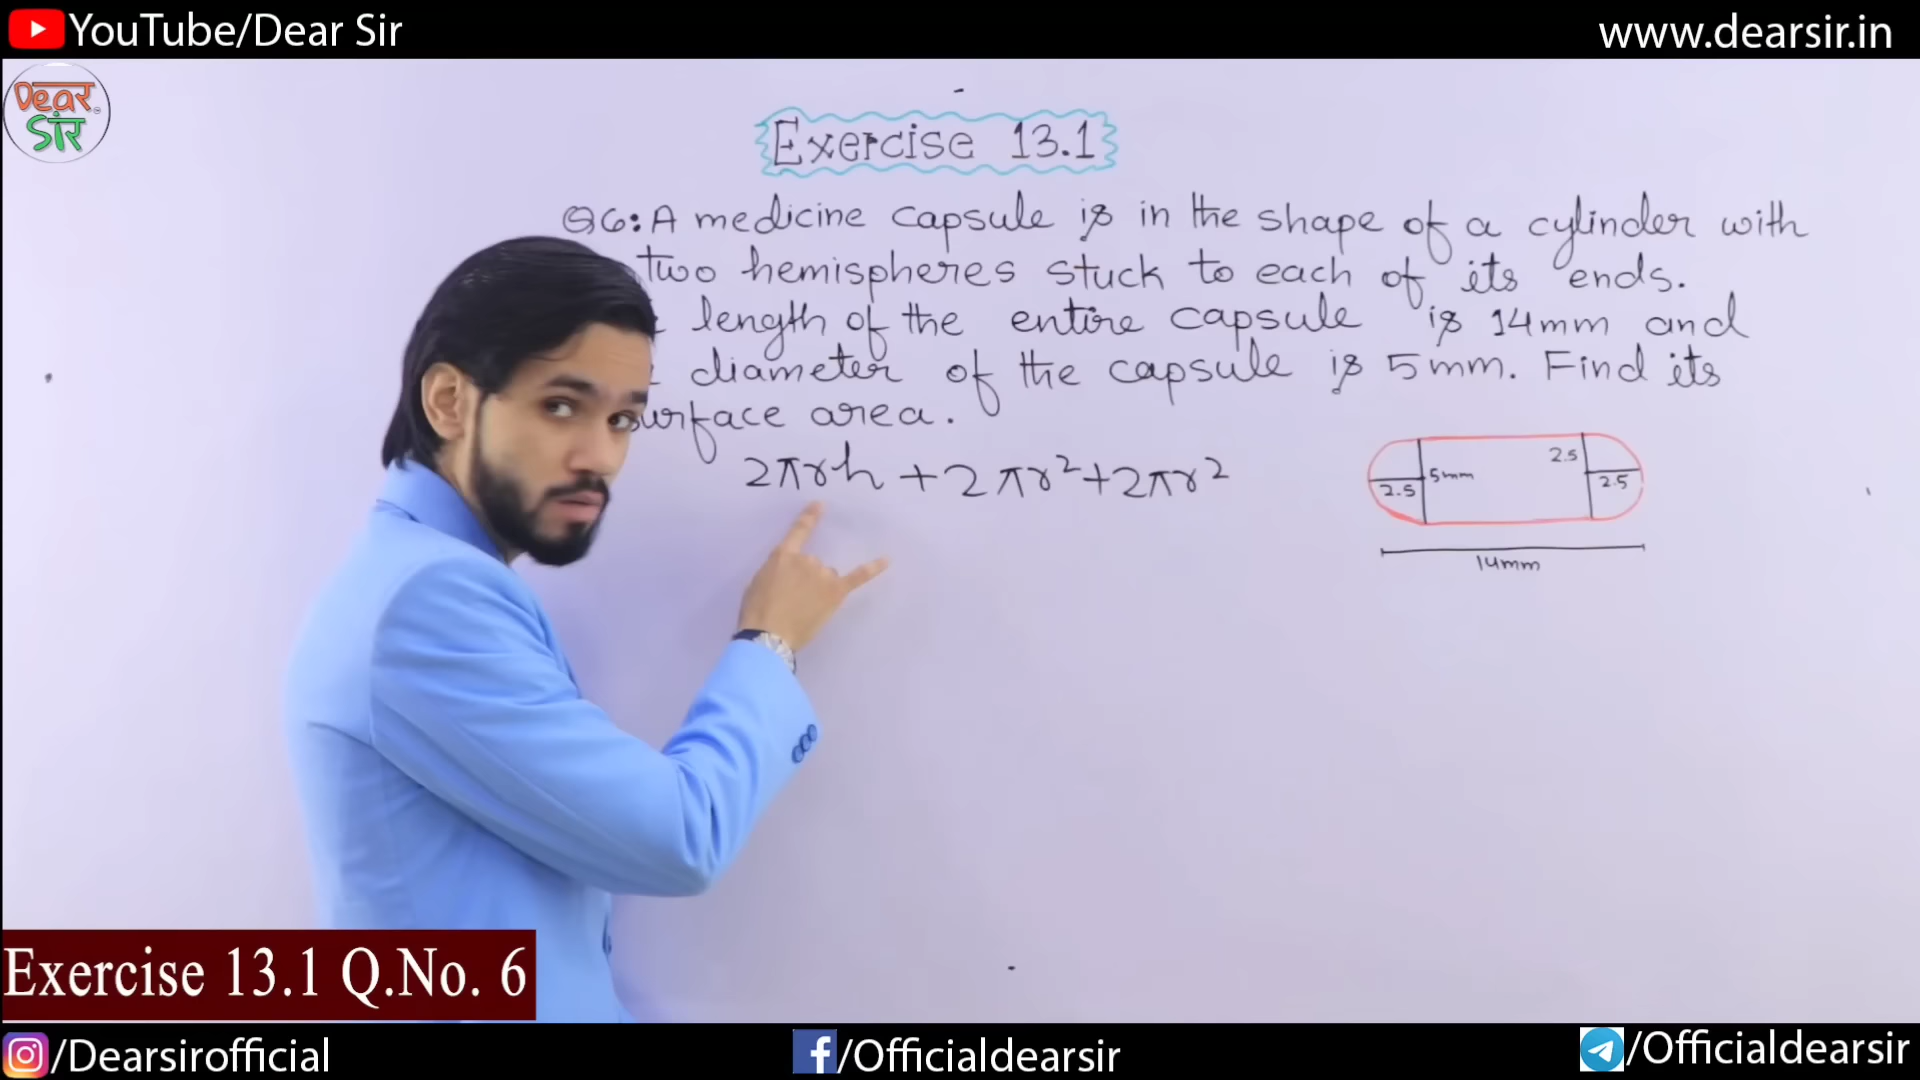 YouTube/Dear Sir
www.dearsir.in
Dear
Sir
Exercise 13.1
Q6: A medicine capsule is in the shape of a cylinder with
two hemispheres stuck to each of its ends.
length of the entire capsule is 14mm and
diameter of the capsule is 5mm. Find its
surface area.
2πrh + 2πr² + 2πr²
2.5
5mm
2.5
2.5
14mm
Exercise 13.1 Q.No. 6
/Dearsirofficial
/Officialdearsir
/Officialdearsir